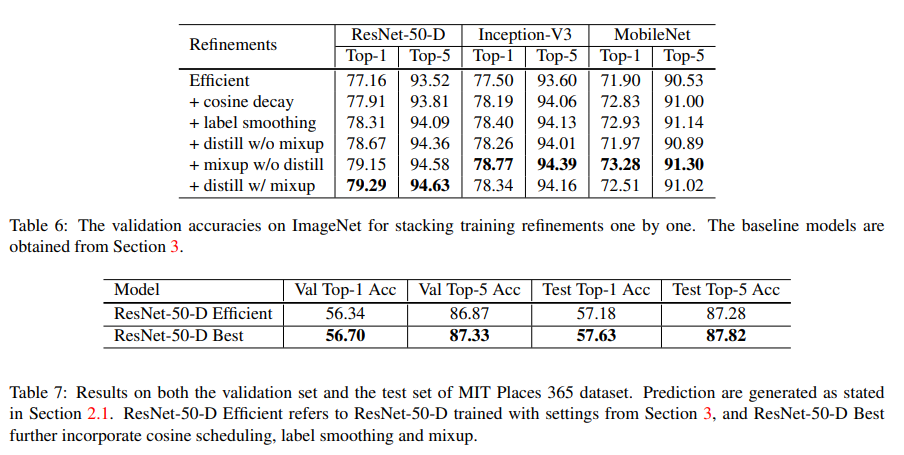 Refinements ResNet-50-D Inception-V3 MobileNet
Top-1 Top-5 Top-1 Top-5 Top-1 Top-5
Efficient 77.16 93.52 77.50 93.60 71.90 90.53
+ cosine decay 77.91 93.81 78.19 94.06 72.83 91.00
+ label smoothing 78.31 94.09 78.40 94.13 72.93 91.14
+ distill w/o mixup 78.67 94.36 78.26 94.01 71.97 90.89
+ mixup w/o distill 79.15 94.58 78.77 94.39 73.28 91.30
+ distill w/ mixup 79.29 94.63 78.34 94.16 72.51 91.02
Table 6: The validation accuracies on ImageNet for stacking training refinements one by one. The baseline models are
obtained from Section 3.
Model Val Top-1 Acc Val Top-5 Acc Test Top-1 Acc Test Top-5 Acc
ResNet-50-D Efficient 56.34 86.87 57.18 87.28
ResNet-50-D Best 56.70 87.33 57.63 87.82
Table 7: Results on both the validation set and the test set of MIT Places 365 dataset. Prediction are generated as stated
in Section 2.1. ResNet-50-D Efficient refers to ResNet-50-D trained with settings from Section 3, and ResNet-50-D Best
further incorporate cosine scheduling, label smoothing and mixup.